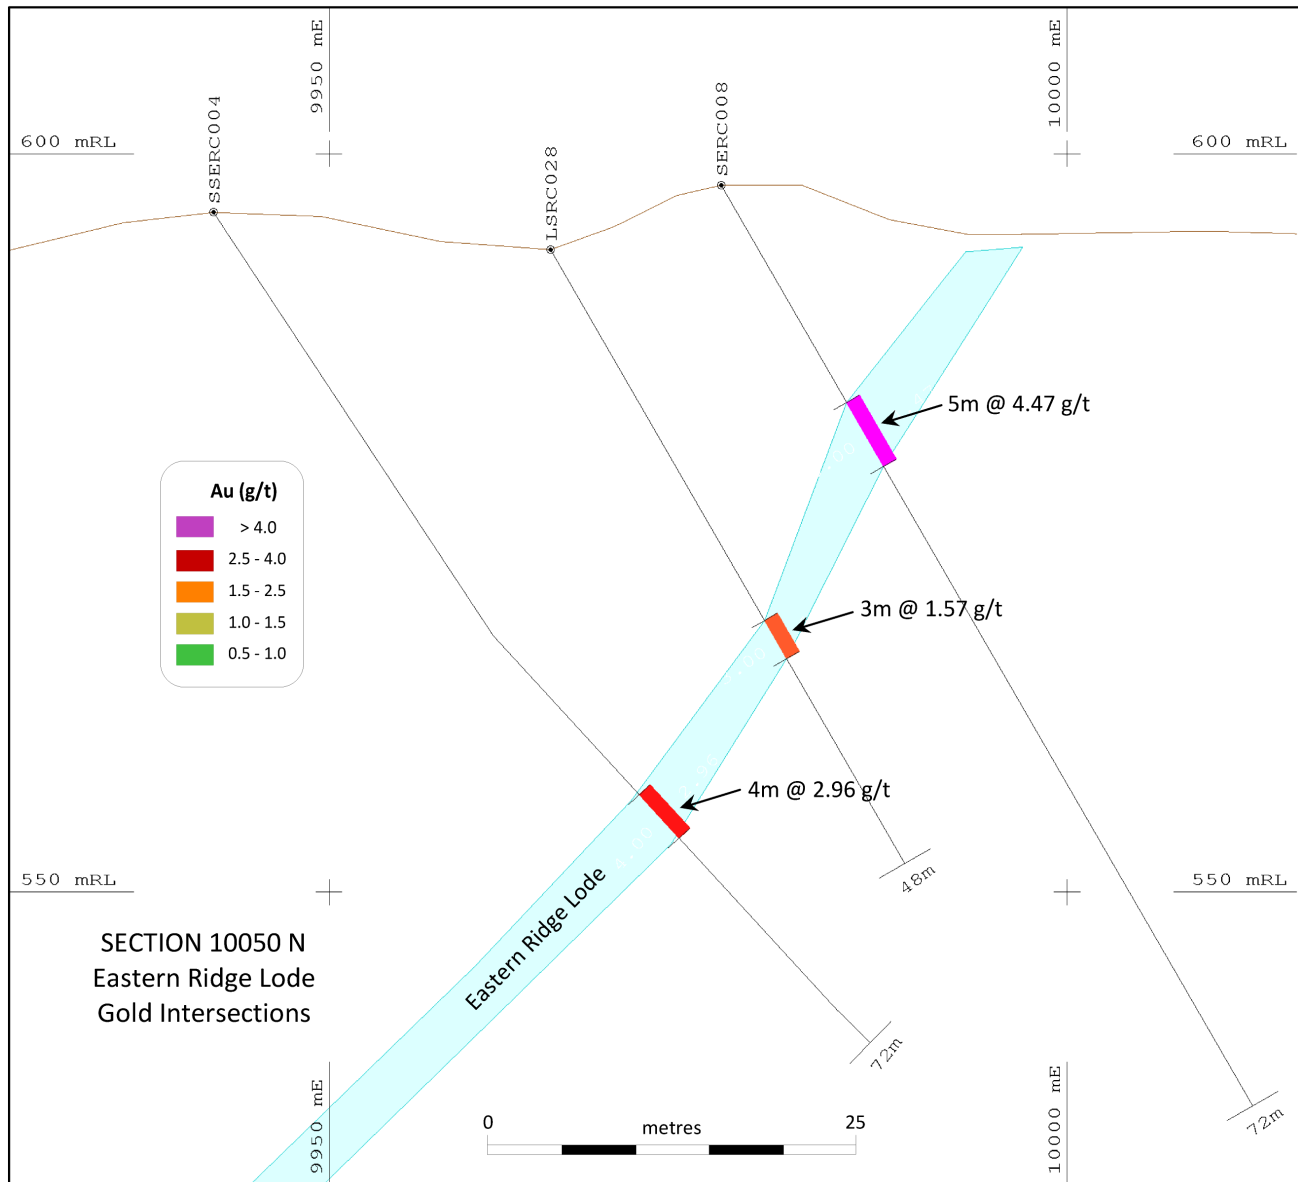 9950 mE
10000 mE
600 mRL
600 mRL
SSERC004
LSRC028
SERC008
5m @ 4.47 g/t
Au (g/t)
> 4.0
2.5 - 4.0
1.5 - 2.5
1.0 - 1.5
0.5 - 1.0
3m @ 1.57 g/t
4m @ 2.96 g/t
48m
550 mRL
550 mRL
Eastern Ridge Lode
SECTION 10050 N
Eastern Ridge Lode
Gold Intersections
72m
72m
9950 mE
10000 mE
0
metres
25